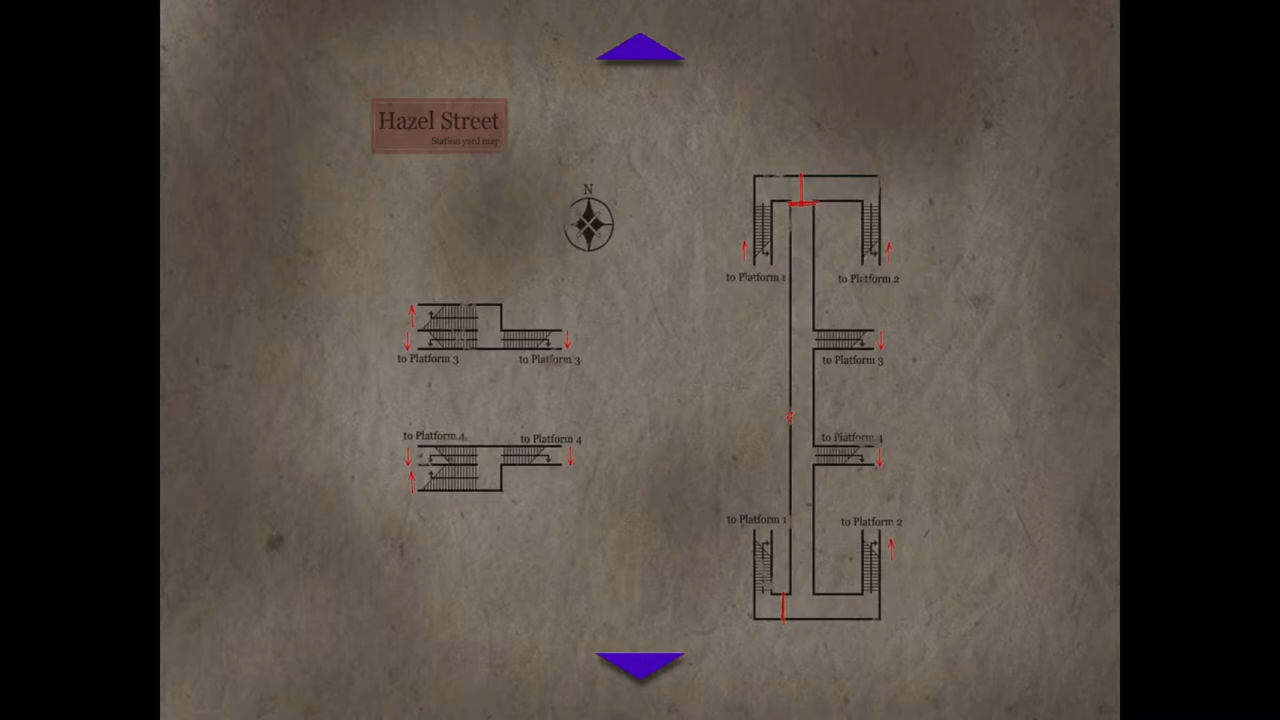 Hazel Street
Station yard map
N
to Platform 1
to Platform 2
to Platform 3
to Platform 3
to Platform 3
to Platform 4
to Platform 4
to Platform 4
to Platform 1
to Platform 2